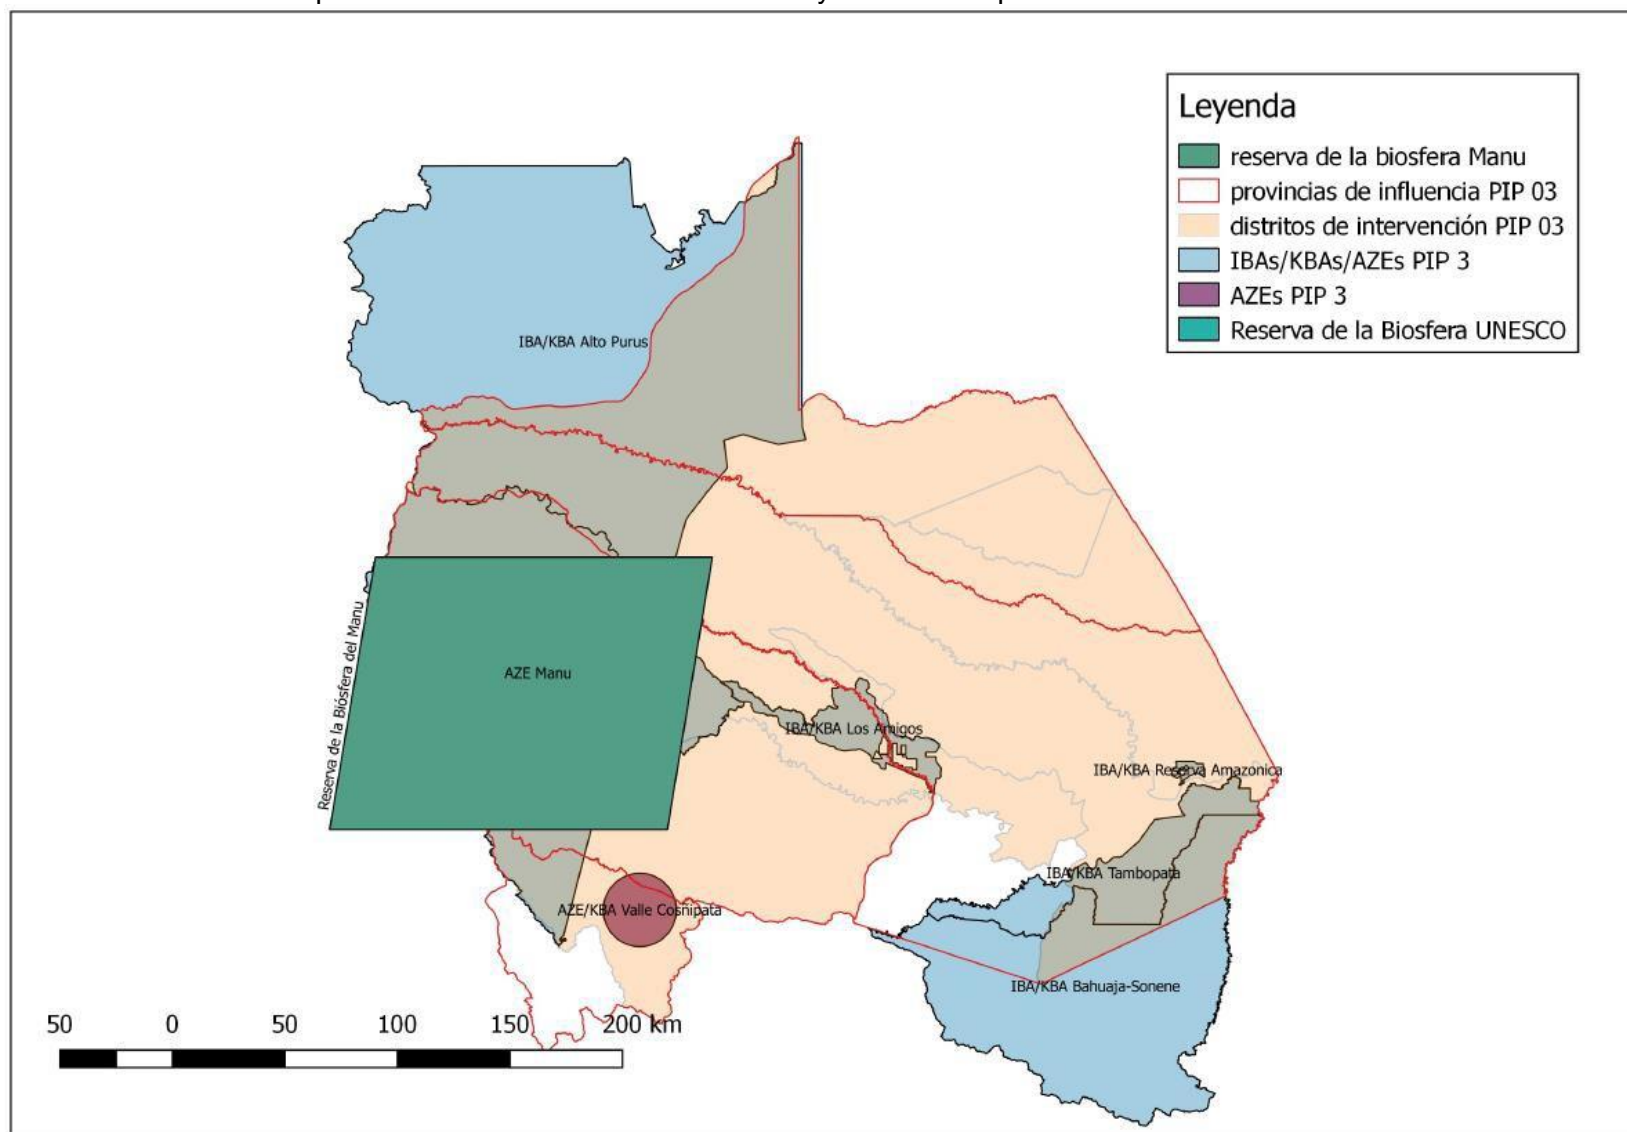 Leyenda
reserva de la biosfera Manu
provincias de influencia PIP 03
distritos de intervención PIP 03
IBAs/KBAs/AZEs PIP 3
AZEs PIP 3
Reserva de la Biosfera UNESCO
IBA/KBA Alto Purus
Reserva de la Biósfera del Manu
AZE Manu
IBA/KBA Los Amigos
IBA/KBA Reserva Amazonica
IBA/KBA Tambopata
AZE/KBA Valle Cosñipata
IBA/KBA Bahuaja-Sonene
50 0 50 100 150 200 km